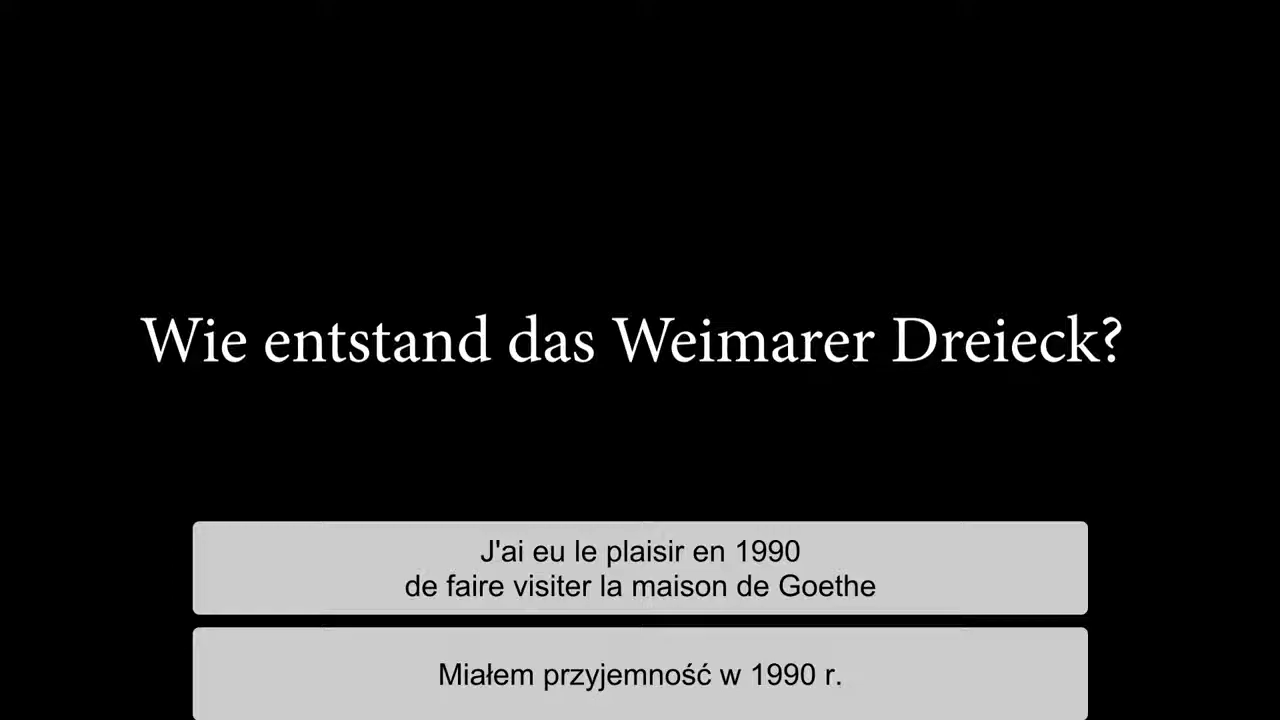 Wie entstand das Weimarer Dreieck?
J'ai eu le plaisir en 1990
de faire visiter la maison de Goethe
Miałem przyjemność w 1990 r.